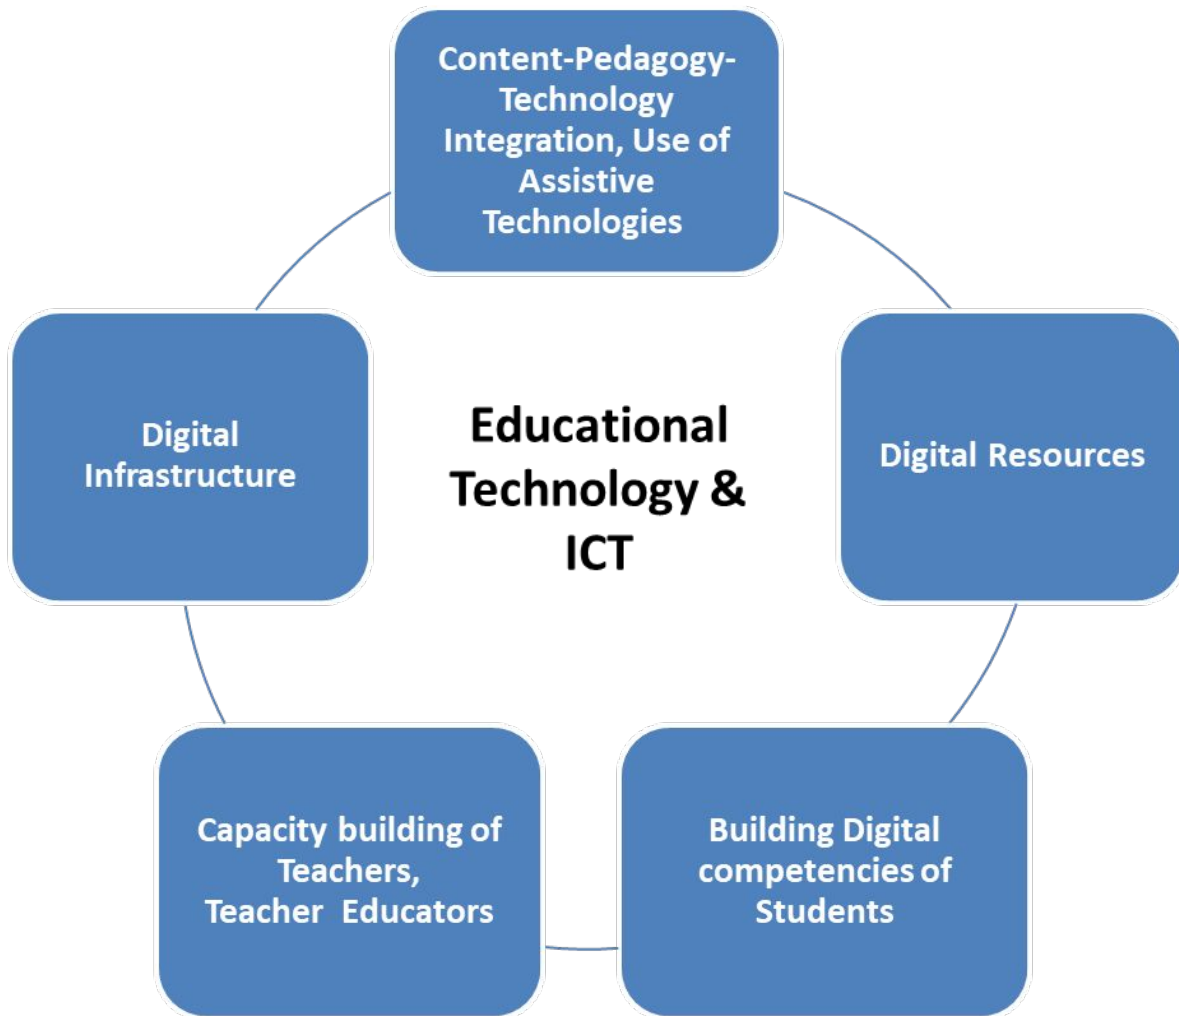 Content-Pedagogy-
Technology
Integration, Use of
Assistive
Technologies
Digital
Infrastructure
Educational
Technology &
ICT
Digital Resources
Capacity building of
Teachers,
Teacher Educators
Building Digital
competencies of
Students